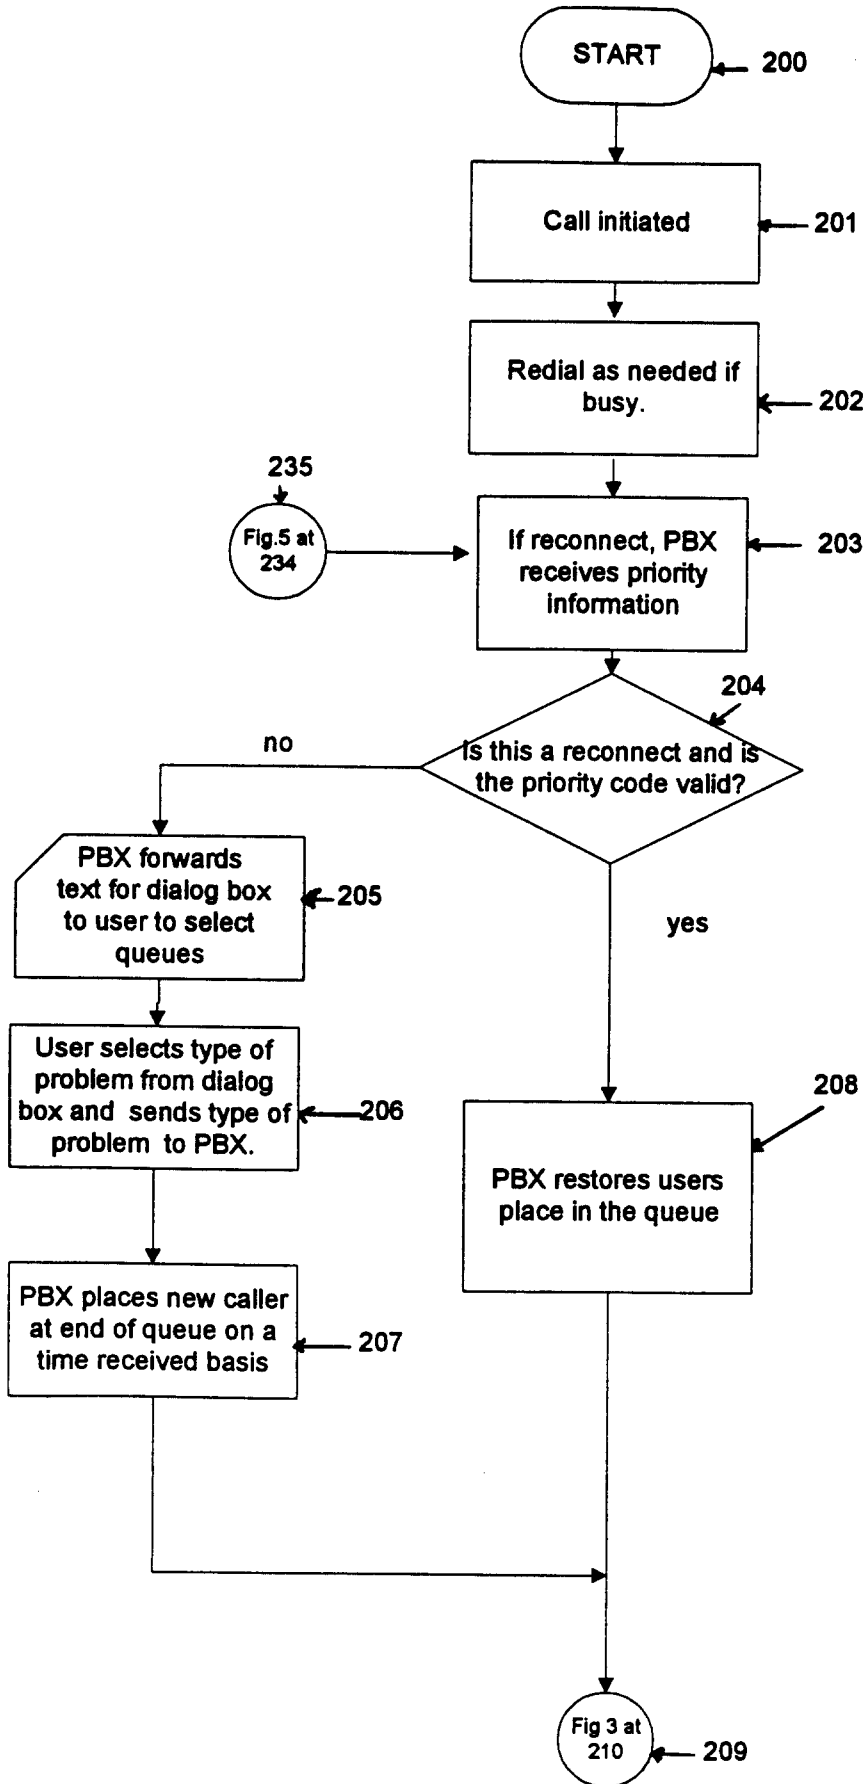 START
200
Call initiated
201
Redial as needed if
busy.
202
235
Fig.5 at
234
If reconnect, PBX
receives priority
information
203
204
Is this a reconnect and is
the priority code valid?
no
yes
PBX forwards
text for dialog box
to user to select
queues
205
User selects type of
problem from dialog
box and sends type of
problem to PBX.
206
208
PBX restores users
place in the queue
PBX places new caller
at end of queue on a
time received basis
207
Fig 3 at
210
209